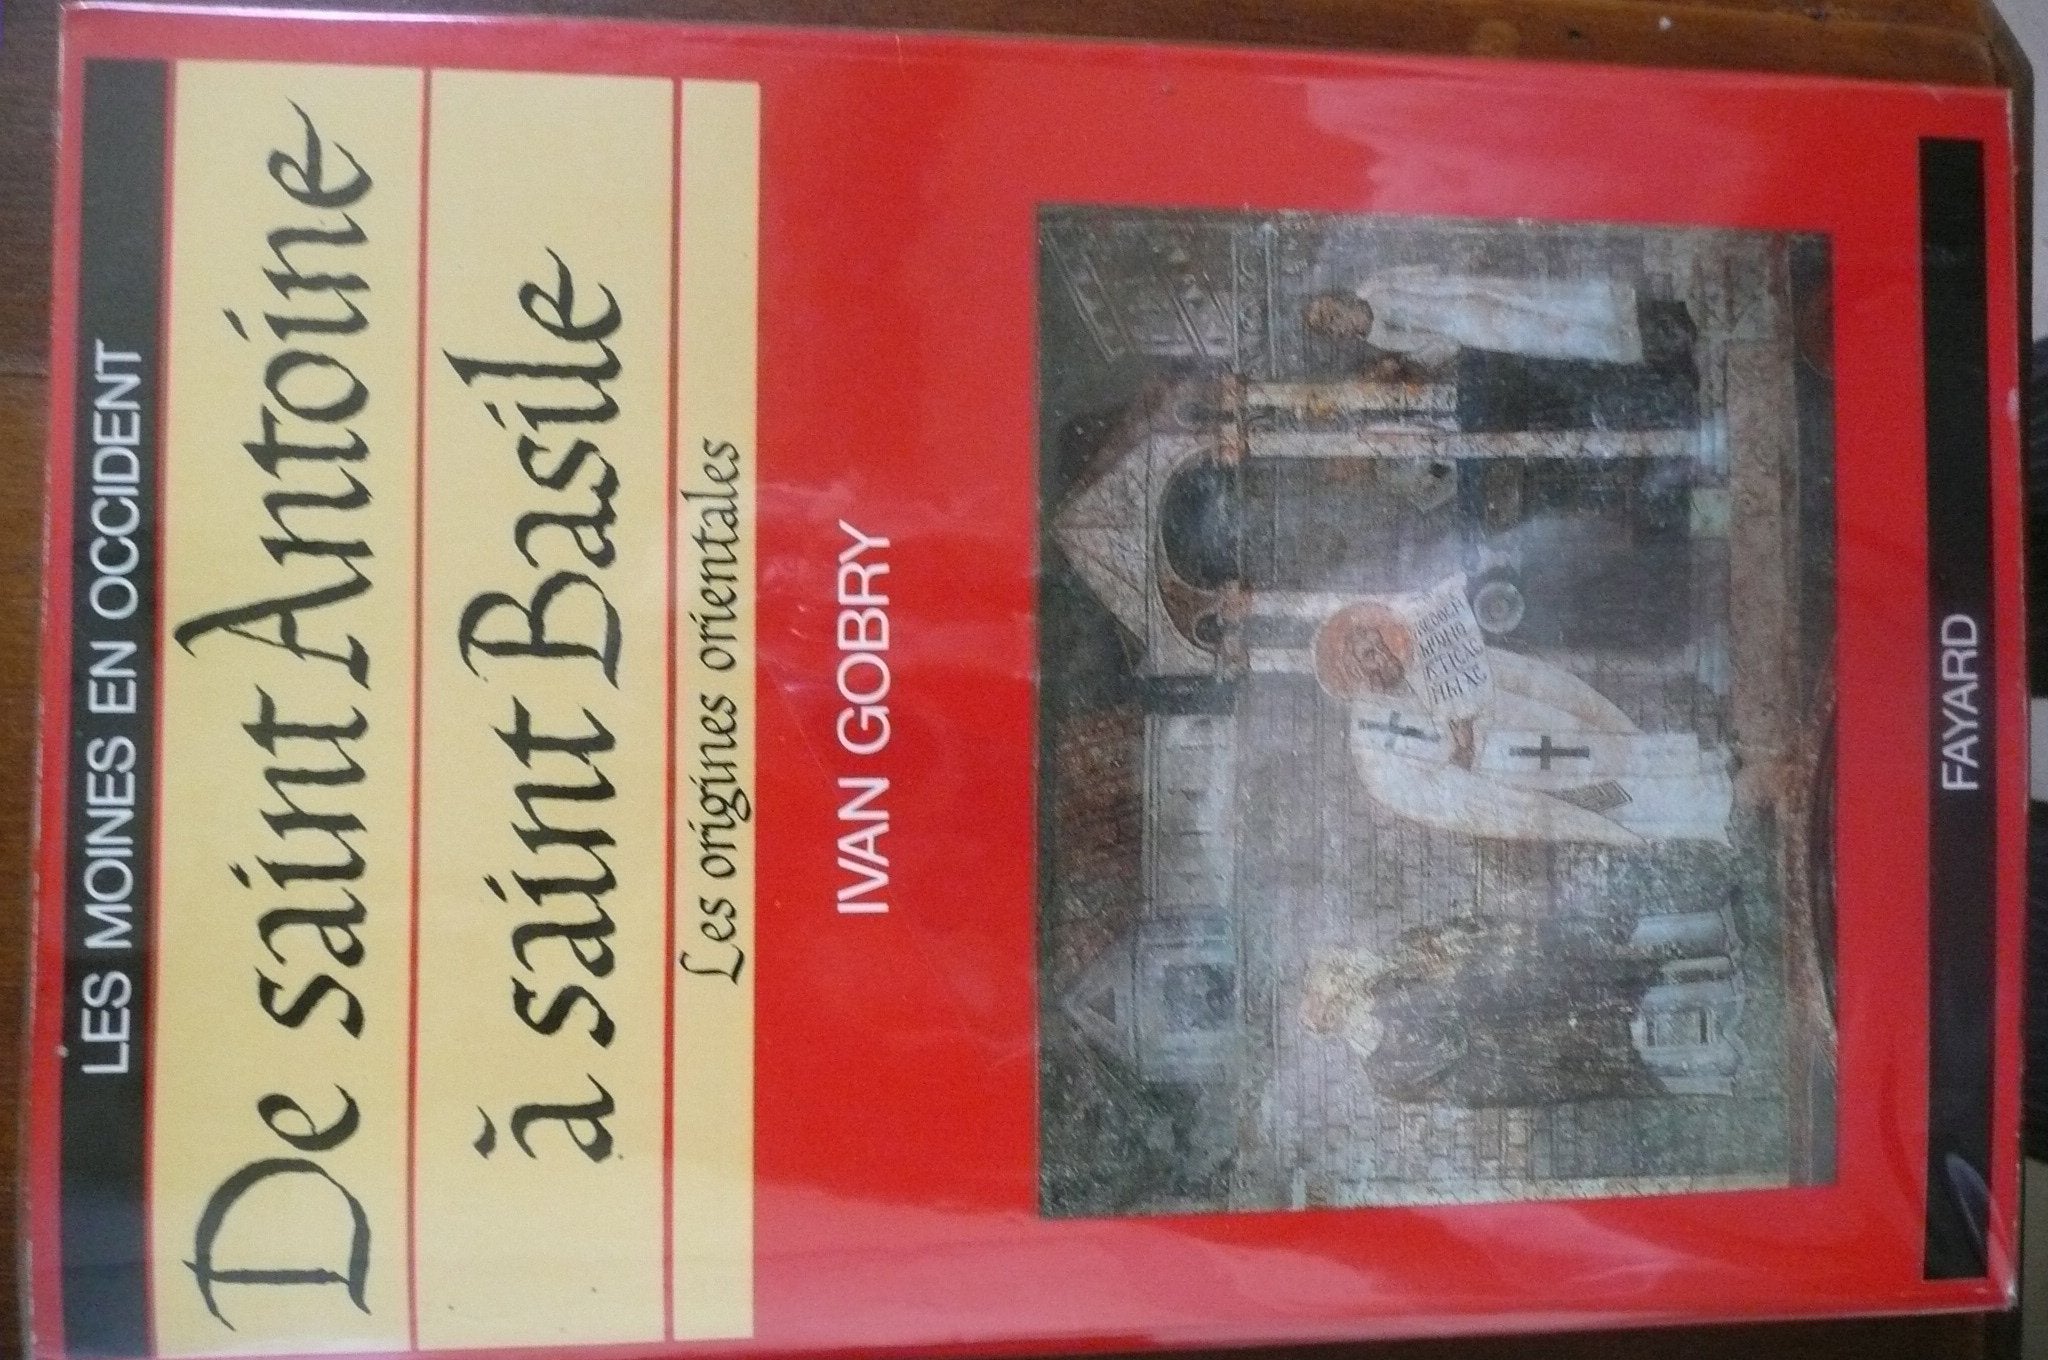 LES MOINES EN OCCIDENT
De saint Antoine
à saint Basile
Les origines orientales
IVAN GOBRY
FAYARD